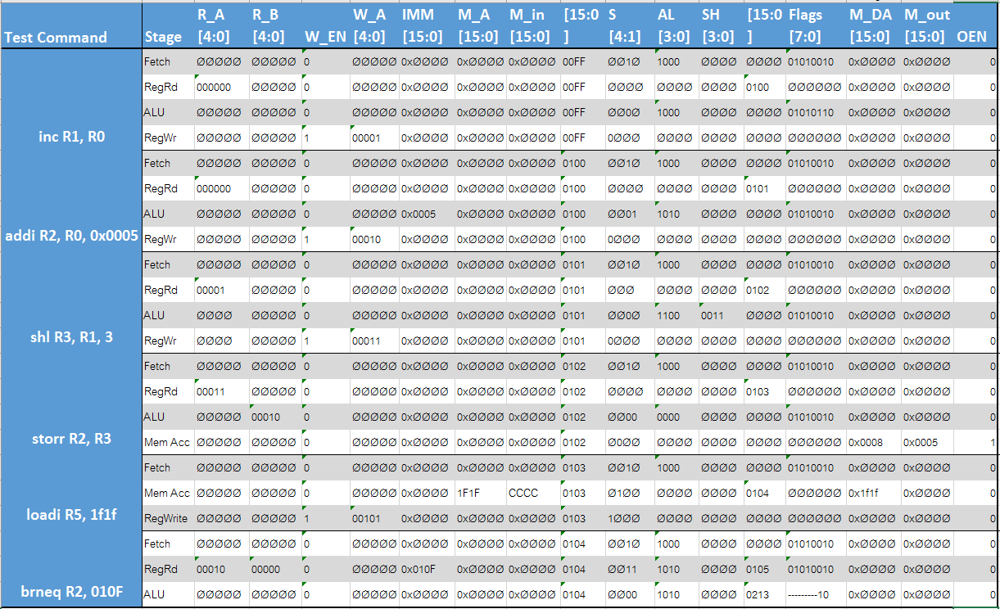 R_A R_B W_A IMM M_A M_in [15:0 S AL SH [15:0 Flags M_DA M_out
Test Command Stage [4:0] [4:0] W_EN [4:0] [15:0] [15:0] [15:0] ] [4:1] [3:0] [3:0] ] [7:0] [15:0] [15:0] OEN
Fetch ØØØØØ ØØØØØ 0 ØØØØØ 0xØØØØ 0xØØØØ 0xØØØØ 00FF ØØ1Ø 1000 ØØØØ ØØØØ 01010010 0xØØØØ 0xØØØØ 0
RegRd 000000 ØØØØØ 0 ØØØØØ 0xØØØØ 0xØØØØ 0xØØØØ 00FF ØØØØ ØØØØ ØØØØ 0100 ØØØØØØ 0xØØØØ 0xØØØØ 0
ALU ØØØØØ ØØØØØ 0 ØØØØØ 0xØØØØ 0xØØØØ 0xØØØØ 00FF ØØ0Ø 1000 ØØØØ ØØØØ 01010110 0xØØØØ 0xØØØØ 0
inc R1, R0 RegWr ØØØØØ ØØØØØ 1 00001 0xØØØØ 0xØØØØ 0xØØØØ 00FF 0ØØØ ØØØØ ØØØØ ØØØØ ØØØØØØ 0xØØØØ 0xØØØØ 0
Fetch ØØØØØ ØØØØØ 0 ØØØØØ 0xØØØØ 0xØØØØ 0xØØØØ 0100 ØØ1Ø 1000 ØØØØ ØØØØ 01010010 0xØØØØ 0xØØØØ 0
RegRd 000000 ØØØØØ 0 ØØØØØ 0xØØØØ 0xØØØØ 0xØØØØ 0100 ØØØØ ØØØØ ØØØØ 0101 ØØØØØØ 0xØØØØ 0xØØØØ 0
ALU ØØØØØ ØØØØØ 0 ØØØØØ 0x0005 0xØØØØ 0xØØØØ 0100 ØØ01 1010 ØØØØ ØØØØ 01010010 0xØØØØ 0xØØØØ 0
addi R2, R0, 0x0005 RegWr ØØØØØ ØØØØØ 1 00010 0xØØØØ 0xØØØØ 0xØØØØ 0100 0ØØØ ØØØØ ØØØØ ØØØØ ØØØØØØ 0xØØØØ 0xØØØØ 0
Fetch ØØØØØ ØØØØØ 0 ØØØØØ 0xØØØØ 0xØØØØ 0xØØØØ 0101 ØØ1Ø 1000 ØØØØ ØØØØ 01010010 0xØØØØ 0xØØØØ 0
RegRd 00001 ØØØØØ 0 ØØØØØ 0xØØØØ 0xØØØØ 0xØØØØ 0101 ØØØ ØØØØ ØØØØ 0102 ØØØØØØ 0xØØØØ 0xØØØØ 0
ALU ØØØØ ØØØØØ 0 ØØØØØ 0xØØØØ 0xØØØØ 0xØØØØ 0101 ØØ0Ø 1100 0011 ØØØØ 01010010 0xØØØØ 0xØØØØ 0
shl R3, R1, 3 RegWr ØØØØ ØØØØØ 1 00011 0xØØØØ 0xØØØØ 0xØØØØ 0101 0ØØØ ØØØØ ØØØØ ØØØØ ØØØØØØ 0xØØØØ 0xØØØØ 0
Fetch ØØØØØ ØØØØØ 0 ØØØØØ 0xØØØØ 0xØØØØ 0xØØØØ 0102 ØØ1Ø 1000 ØØØØ ØØØØ 01010010 0xØØØØ 0xØØØØ 0
RegRd 00011 ØØØØØ 0 ØØØØØ 0xØØØØ 0xØØØØ 0xØØØØ 0102 ØØØØ ØØØØ ØØØØ 0103 ØØØØØØ 0xØØØØ 0xØØØØ 0
ALU ØØØØØ 00010 0 ØØØØØ 0xØØØØ 0xØØØØ 0xØØØØ 0102 ØØ00 0000 ØØØØ ØØØØ 01010010 0xØØØØ 0xØØØØ 0
storr R2, R3 Mem Acc ØØØØØ ØØØØØ 0 ØØØØØ 0xØØØØ 0xØØØØ 0xØØØØ 0102 Ø0ØØ ØØØØ ØØØØ ØØØØ ØØØØØØ 0x0008 0x0005 1
Fetch ØØØØØ ØØØØØ 0 ØØØØØ 0xØØØØ 0xØØØØ 0xØØØØ 0103 ØØ1Ø 1000 ØØØØ ØØØØ 01010010 0xØØØØ 0xØØØØ 0
Mem Acc ØØØØØ ØØØØØ 0 ØØØØØ 0xØØØØ 1F1F CCCC 0103 Ø1ØØ ØØØØ ØØØØ 0104 ØØØØØØ 0x1f1f 0xØØØØ 0
loadi R5, 1f1f RegWrite ØØØØØ ØØØØØ 1 00101 0xØØØØ 0xØØØØ 0xØØØØ 0103 1ØØØ ØØØØ ØØØØ ØØØØ ØØØØØØ 0xØØØØ 0xØØØØ 0
Fetch ØØØØØ ØØØØØ 0 ØØØØØ 0xØØØØ 0xØØØØ 0xØØØØ 0104 ØØ1Ø 1000 ØØØØ ØØØØ 01010010 0xØØØØ 0xØØØØ 0
RegRd 00010 00000 0 ØØØØØ 0x010F 0xØØØØ 0xØØØØ 0104 ØØ11 1010 ØØØØ 0105 01010010 0xØØØØ 0xØØØØ 0
brneq R2, 010F ALU ØØØØØ ØØØØØ 0 ØØØØØ 0xØØØØ 0xØØØØ 0xØØØØ 0104 ØØ00 1010 ØØØØ 0213 ---------10 0xØØØØ 0xØØØØ 0